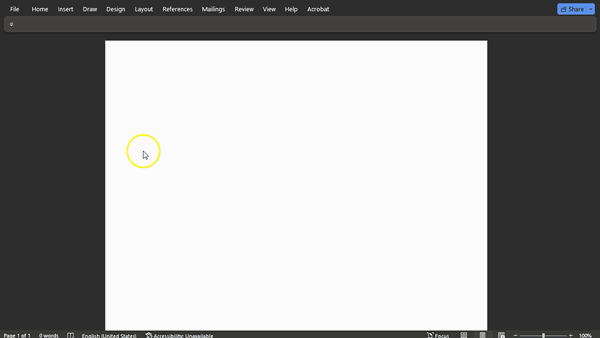 File Home Insert Draw Design Layout References Mailings Review View Help Acrobat Share
Page 1 of 1 0 words English (United States) Accessibility: Unavailable Focus 100%